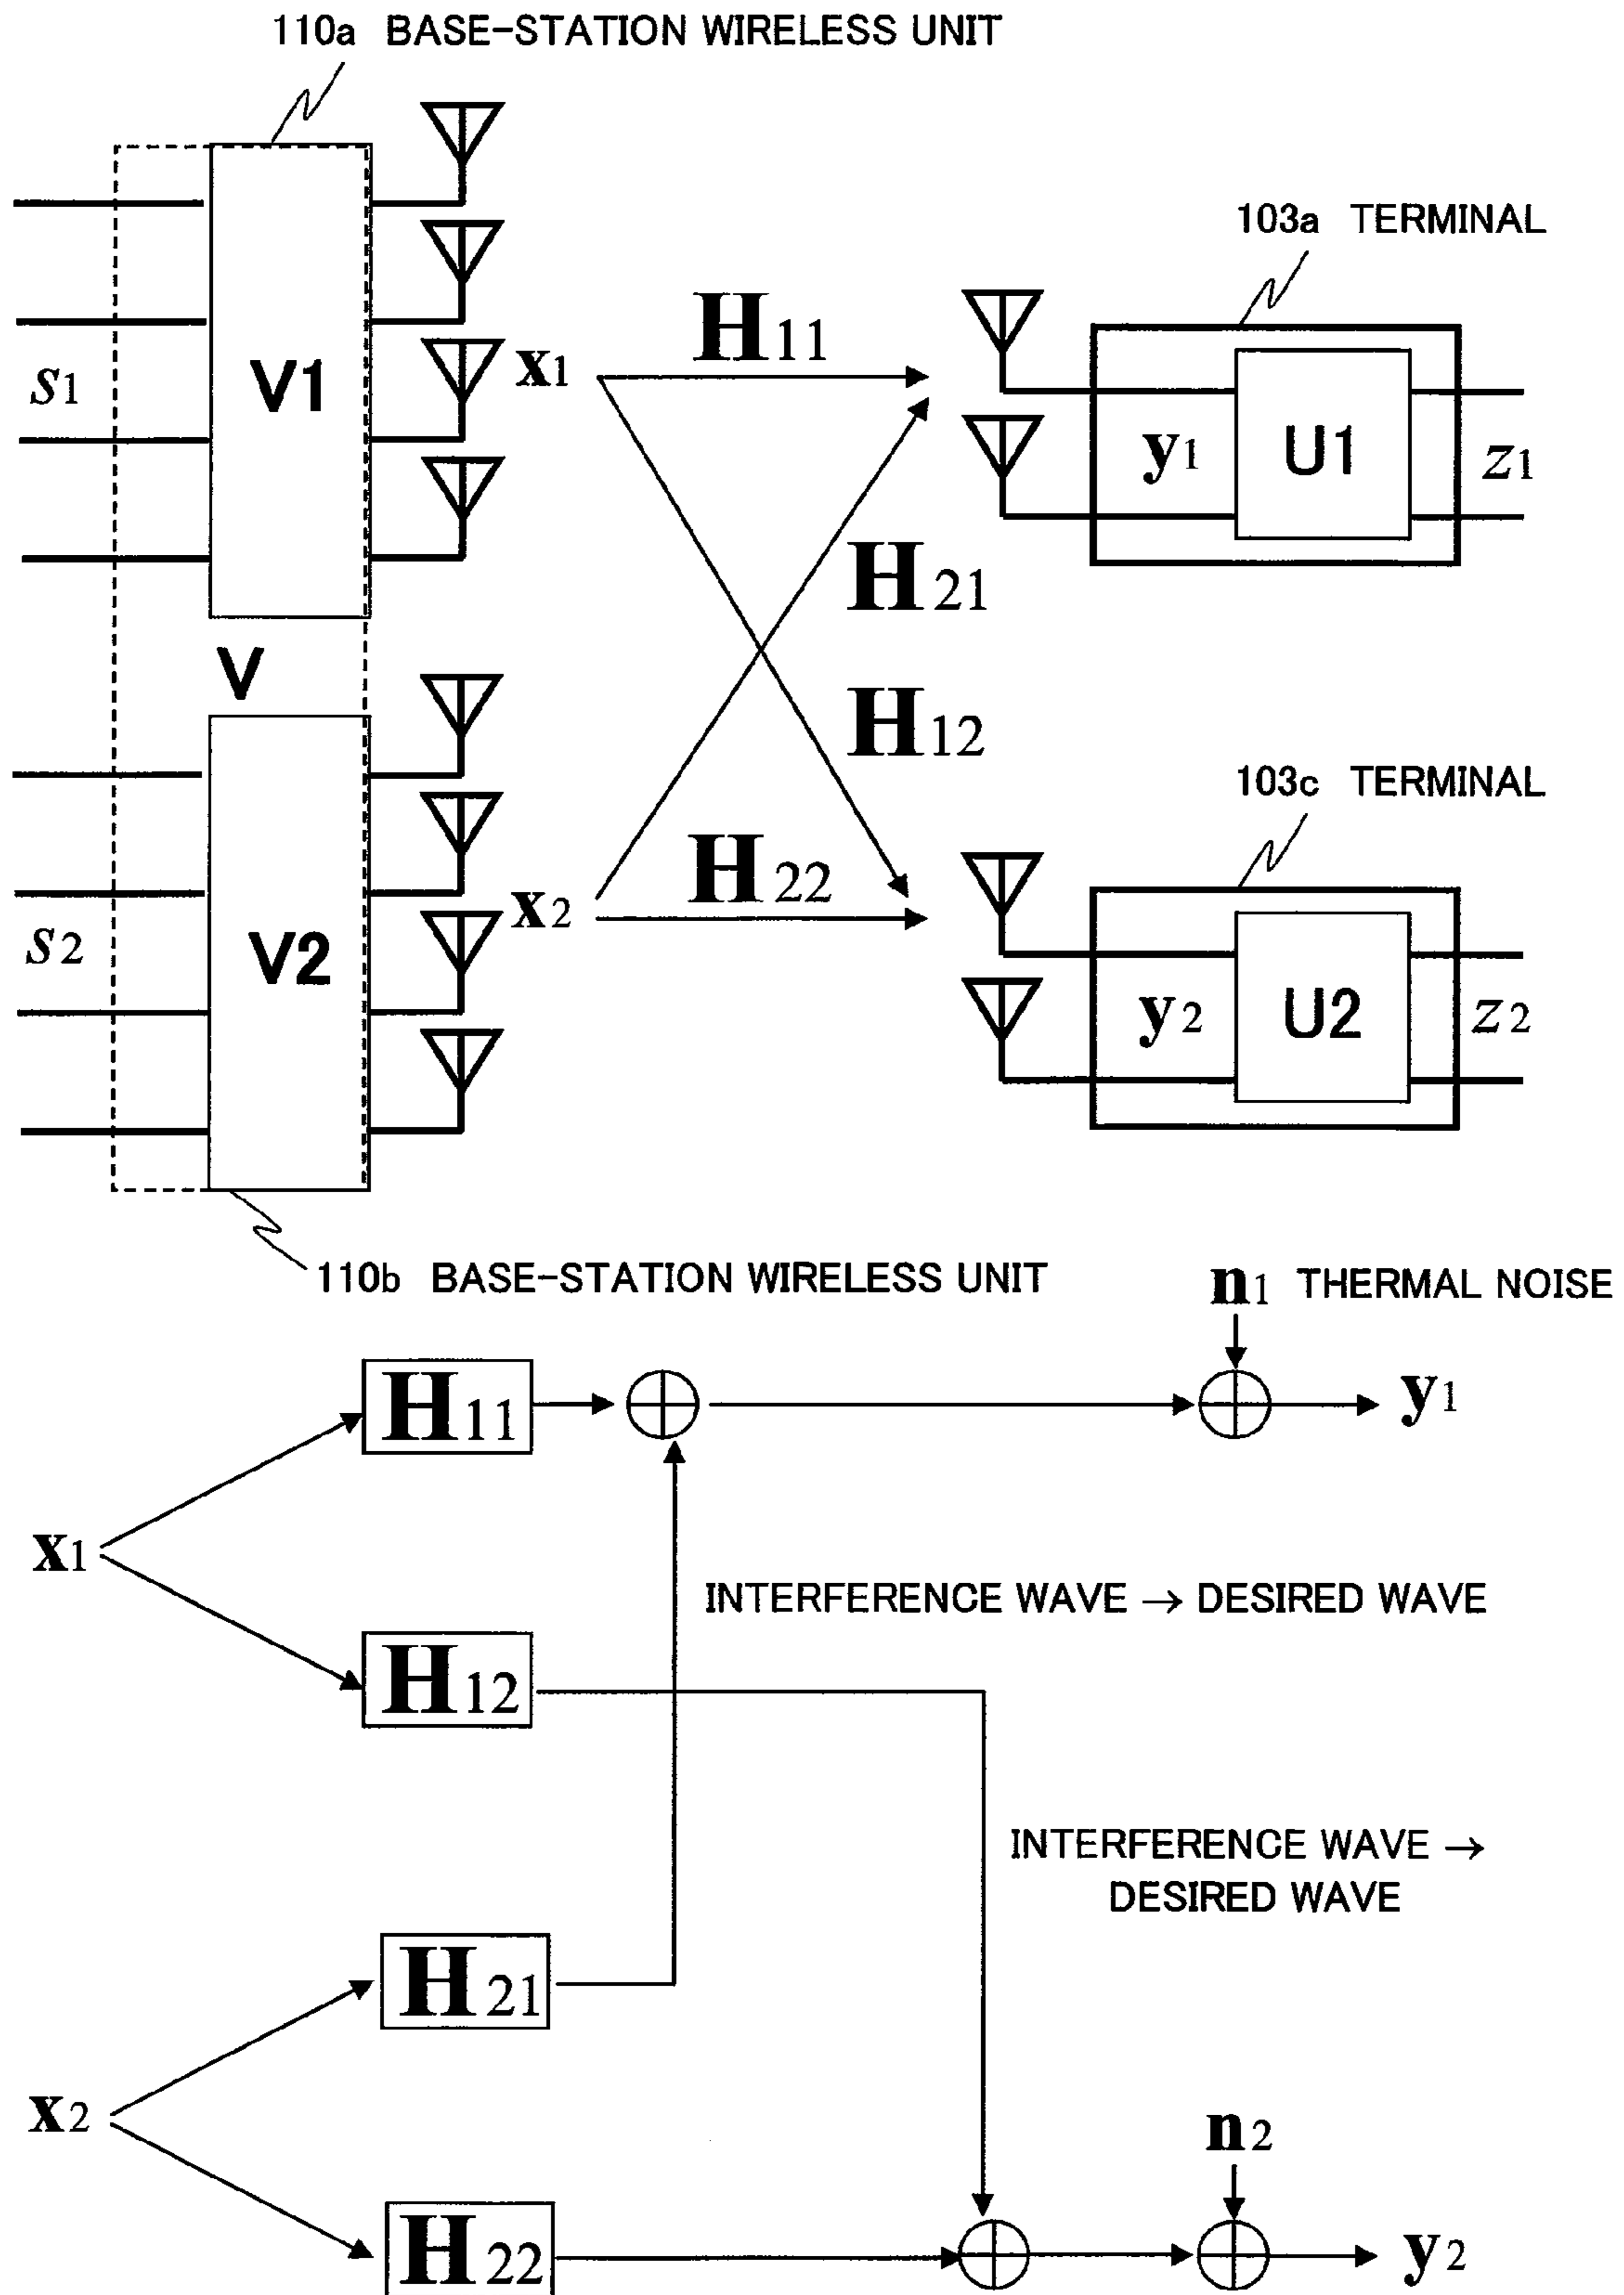 110a BASE-STATION WIRELESS UNIT
103a TERMINAL
S1
V1
x1
H11
y1
U1
z1
H21
V
H12
103c TERMINAL
S2
V2
x2
H22
y2
U2
z2
110b BASE-STATION WIRELESS UNIT
n1 THERMAL NOISE
H11
y1
x1
INTERFERENCE WAVE → DESIRED WAVE
H12
INTERFERENCE WAVE →
DESIRED WAVE
H21
x2
n2
H22
y2